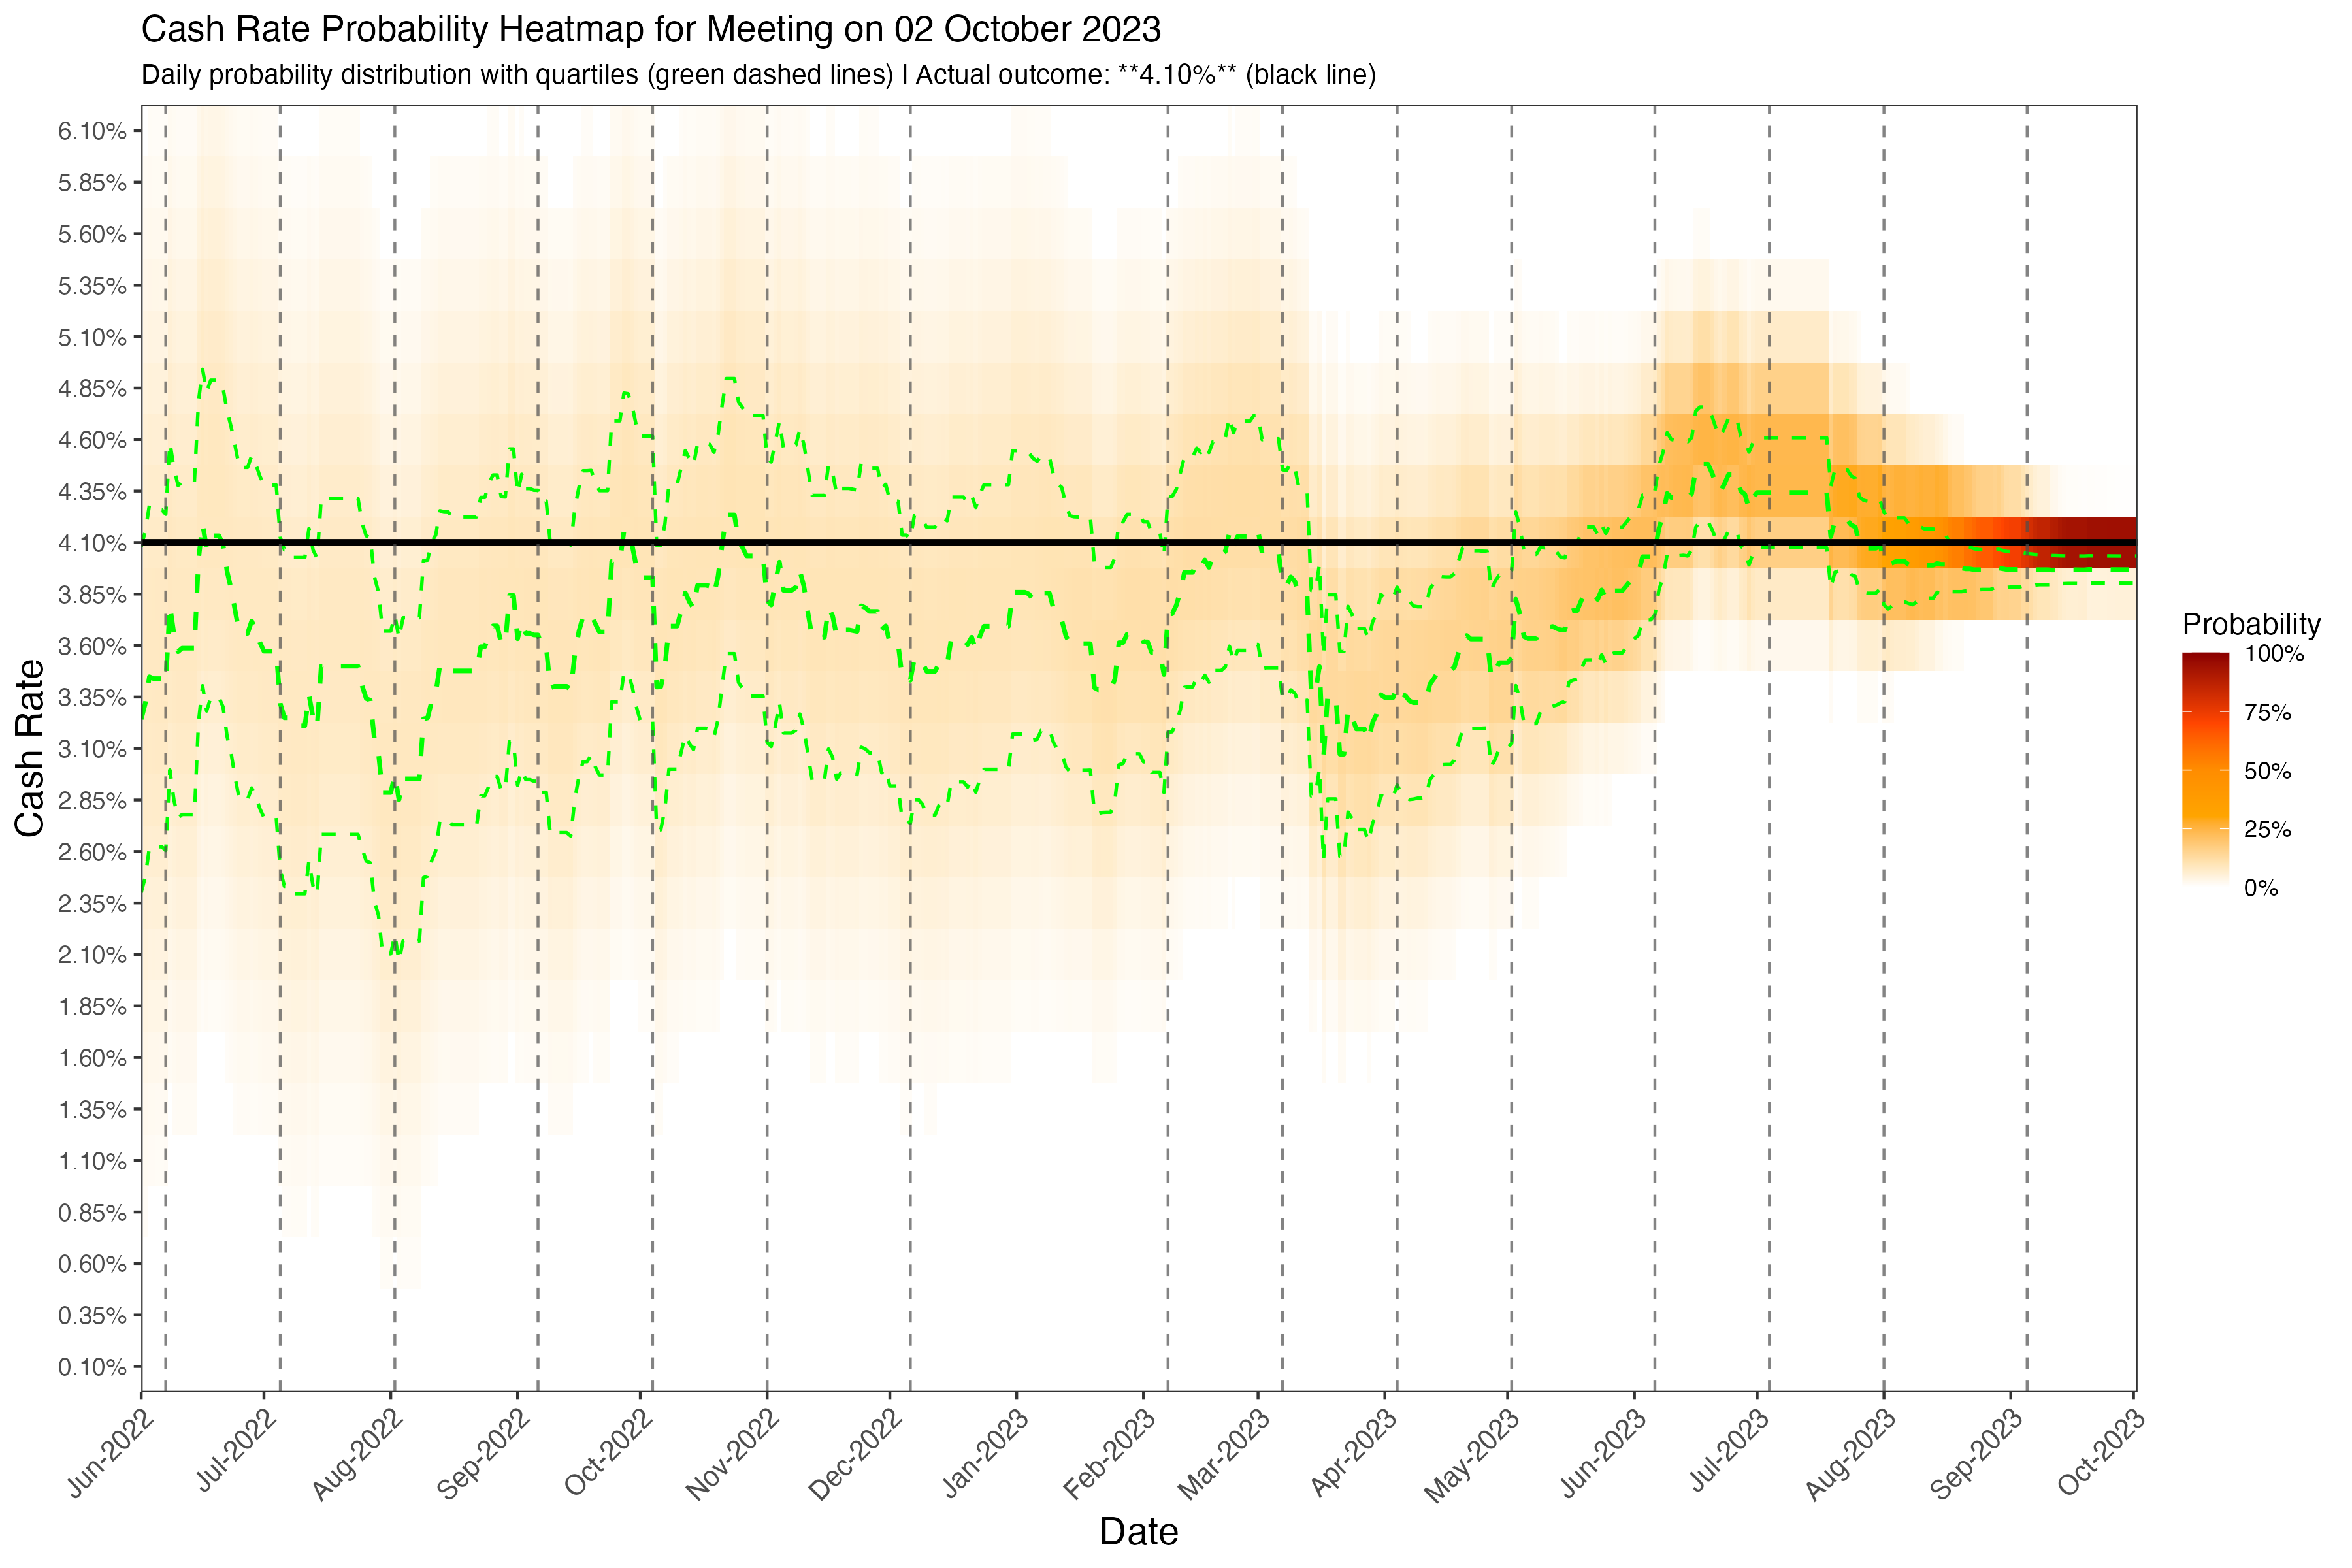 Cash Rate Probability Heatmap for Meeting on 02 October 2023
Daily probability distribution with quartiles (green dashed lines) | Actual outcome: **4.10%** (black line)
6.10%
5.85%
5.60%
5.35%
5.10%
4.85%
4.60%
4.35%
4.10%
3.85%
3.60%
3.35%
3.10%
2.85%
2.60%
2.35%
2.10%
1.85%
1.60%
1.35%
1.10%
0.85%
0.60%
0.35%
0.10%
Cash Rate
Jun-2022
Jul-2022
Aug-2022
Sep-2022
Oct-2022
Nov-2022
Dec-2022
Jan-2023
Feb-2023
Mar-2023
Apr-2023
May-2023
Jun-2023
Jul-2023
Aug-2023
Sep-2023
Oct-2023
Date
Probability
100%
75%
50%
25%
0%